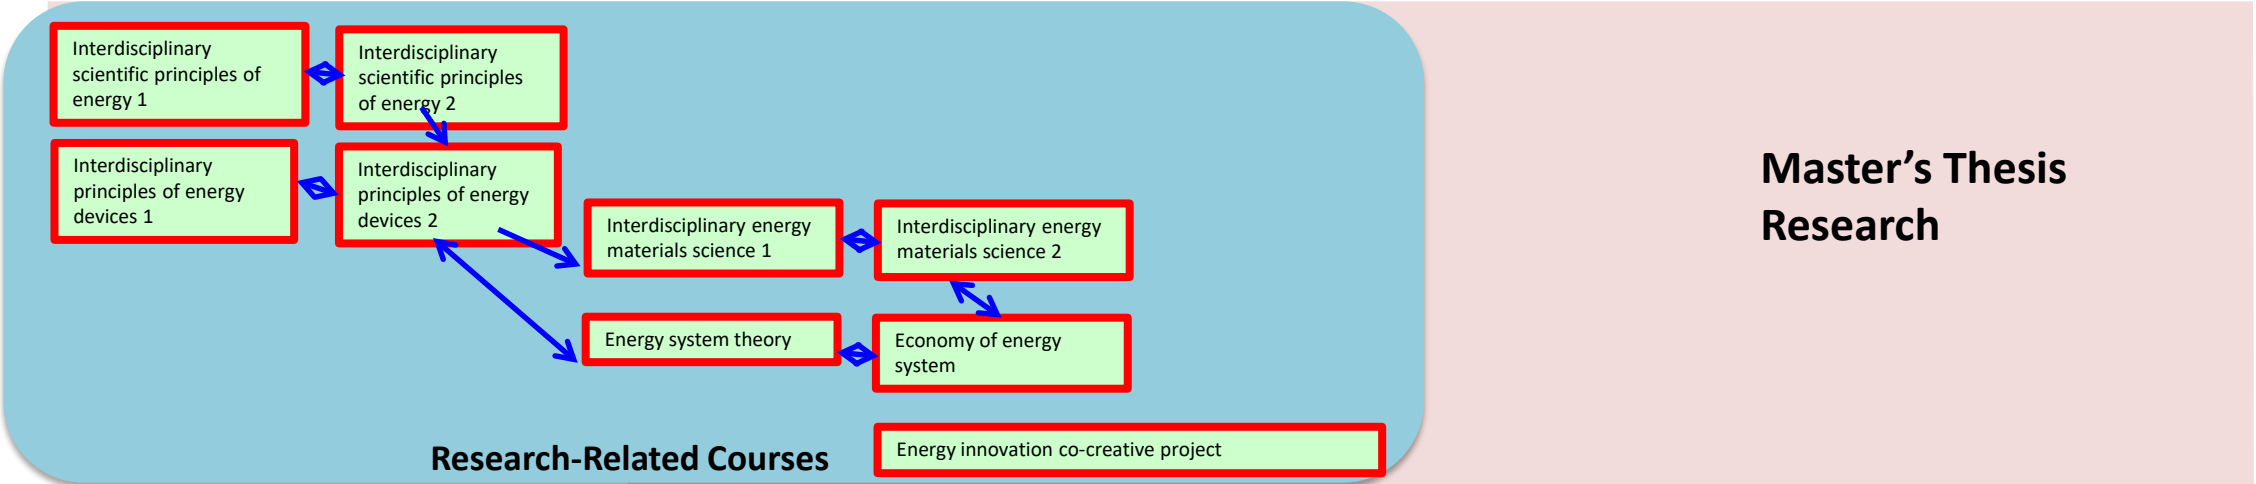 Interdisciplinary
scientific principles of
energy 1
Interdisciplinary
scientific principles
of energy 2
Interdisciplinary
principles of energy
devices 1
Interdisciplinary
principles of energy
devices 2
Interdisciplinary energy
materials science 1
Interdisciplinary energy
materials science 2
Energy system theory
Economy of energy
system
Energy innovation co-creative project
Research-Related Courses
Master’s Thesis
Research